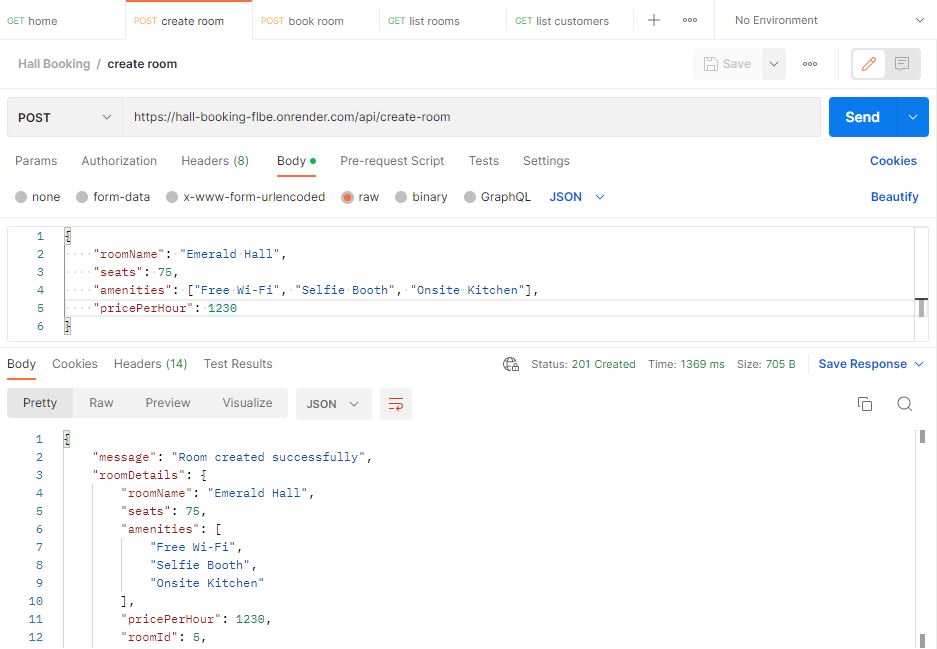 GET home POST create room POST book room GET list rooms GET list customers + ooo No Environment
Hall Booking / create room Save ooo
POST https://hall-booking-flbe.onrender.com/api/create-room Send
Params Authorization Headers (8) Body Pre-request Script Tests Settings Cookies
none form-data x-www-form-urlencoded raw binary GraphQL JSON Beautify
1 {
2 "roomName": "Emerald Hall",
3 "seats": 75,
4 "amenities": ["Free Wi-Fi", "Selfie Booth", "Onsite Kitchen"],
5 "pricePerHour": 1230
6 }
Body Cookies Headers (14) Test Results Status: 201 Created Time: 1369 ms Size: 705 B Save Response
Pretty Raw Preview Visualize JSON
1 {
2 "message": "Room created successfully",
3 "roomDetails": {
4 "roomName": "Emerald Hall",
5 "seats": 75,
6 "amenities": [
7 "Free Wi-Fi",
8 "Selfie Booth",
9 "Onsite Kitchen"
10 ],
11 "pricePerHour": 1230,
12 "roomId": 5,